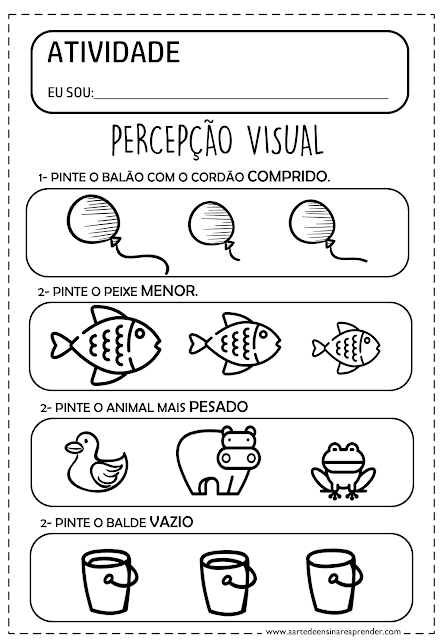 ATIVIDADE
EU SOU:
PERCEPÇÃO VISUAL
1- PINTE O BALÃO COM O CORDÃO COMPRIDO.
2- PINTE O PEIXE MENOR.
2- PINTE O ANIMAL MAIS PESADO
2- PINTE O BALDE VAZIO
www.aartedeensinareaprender.com